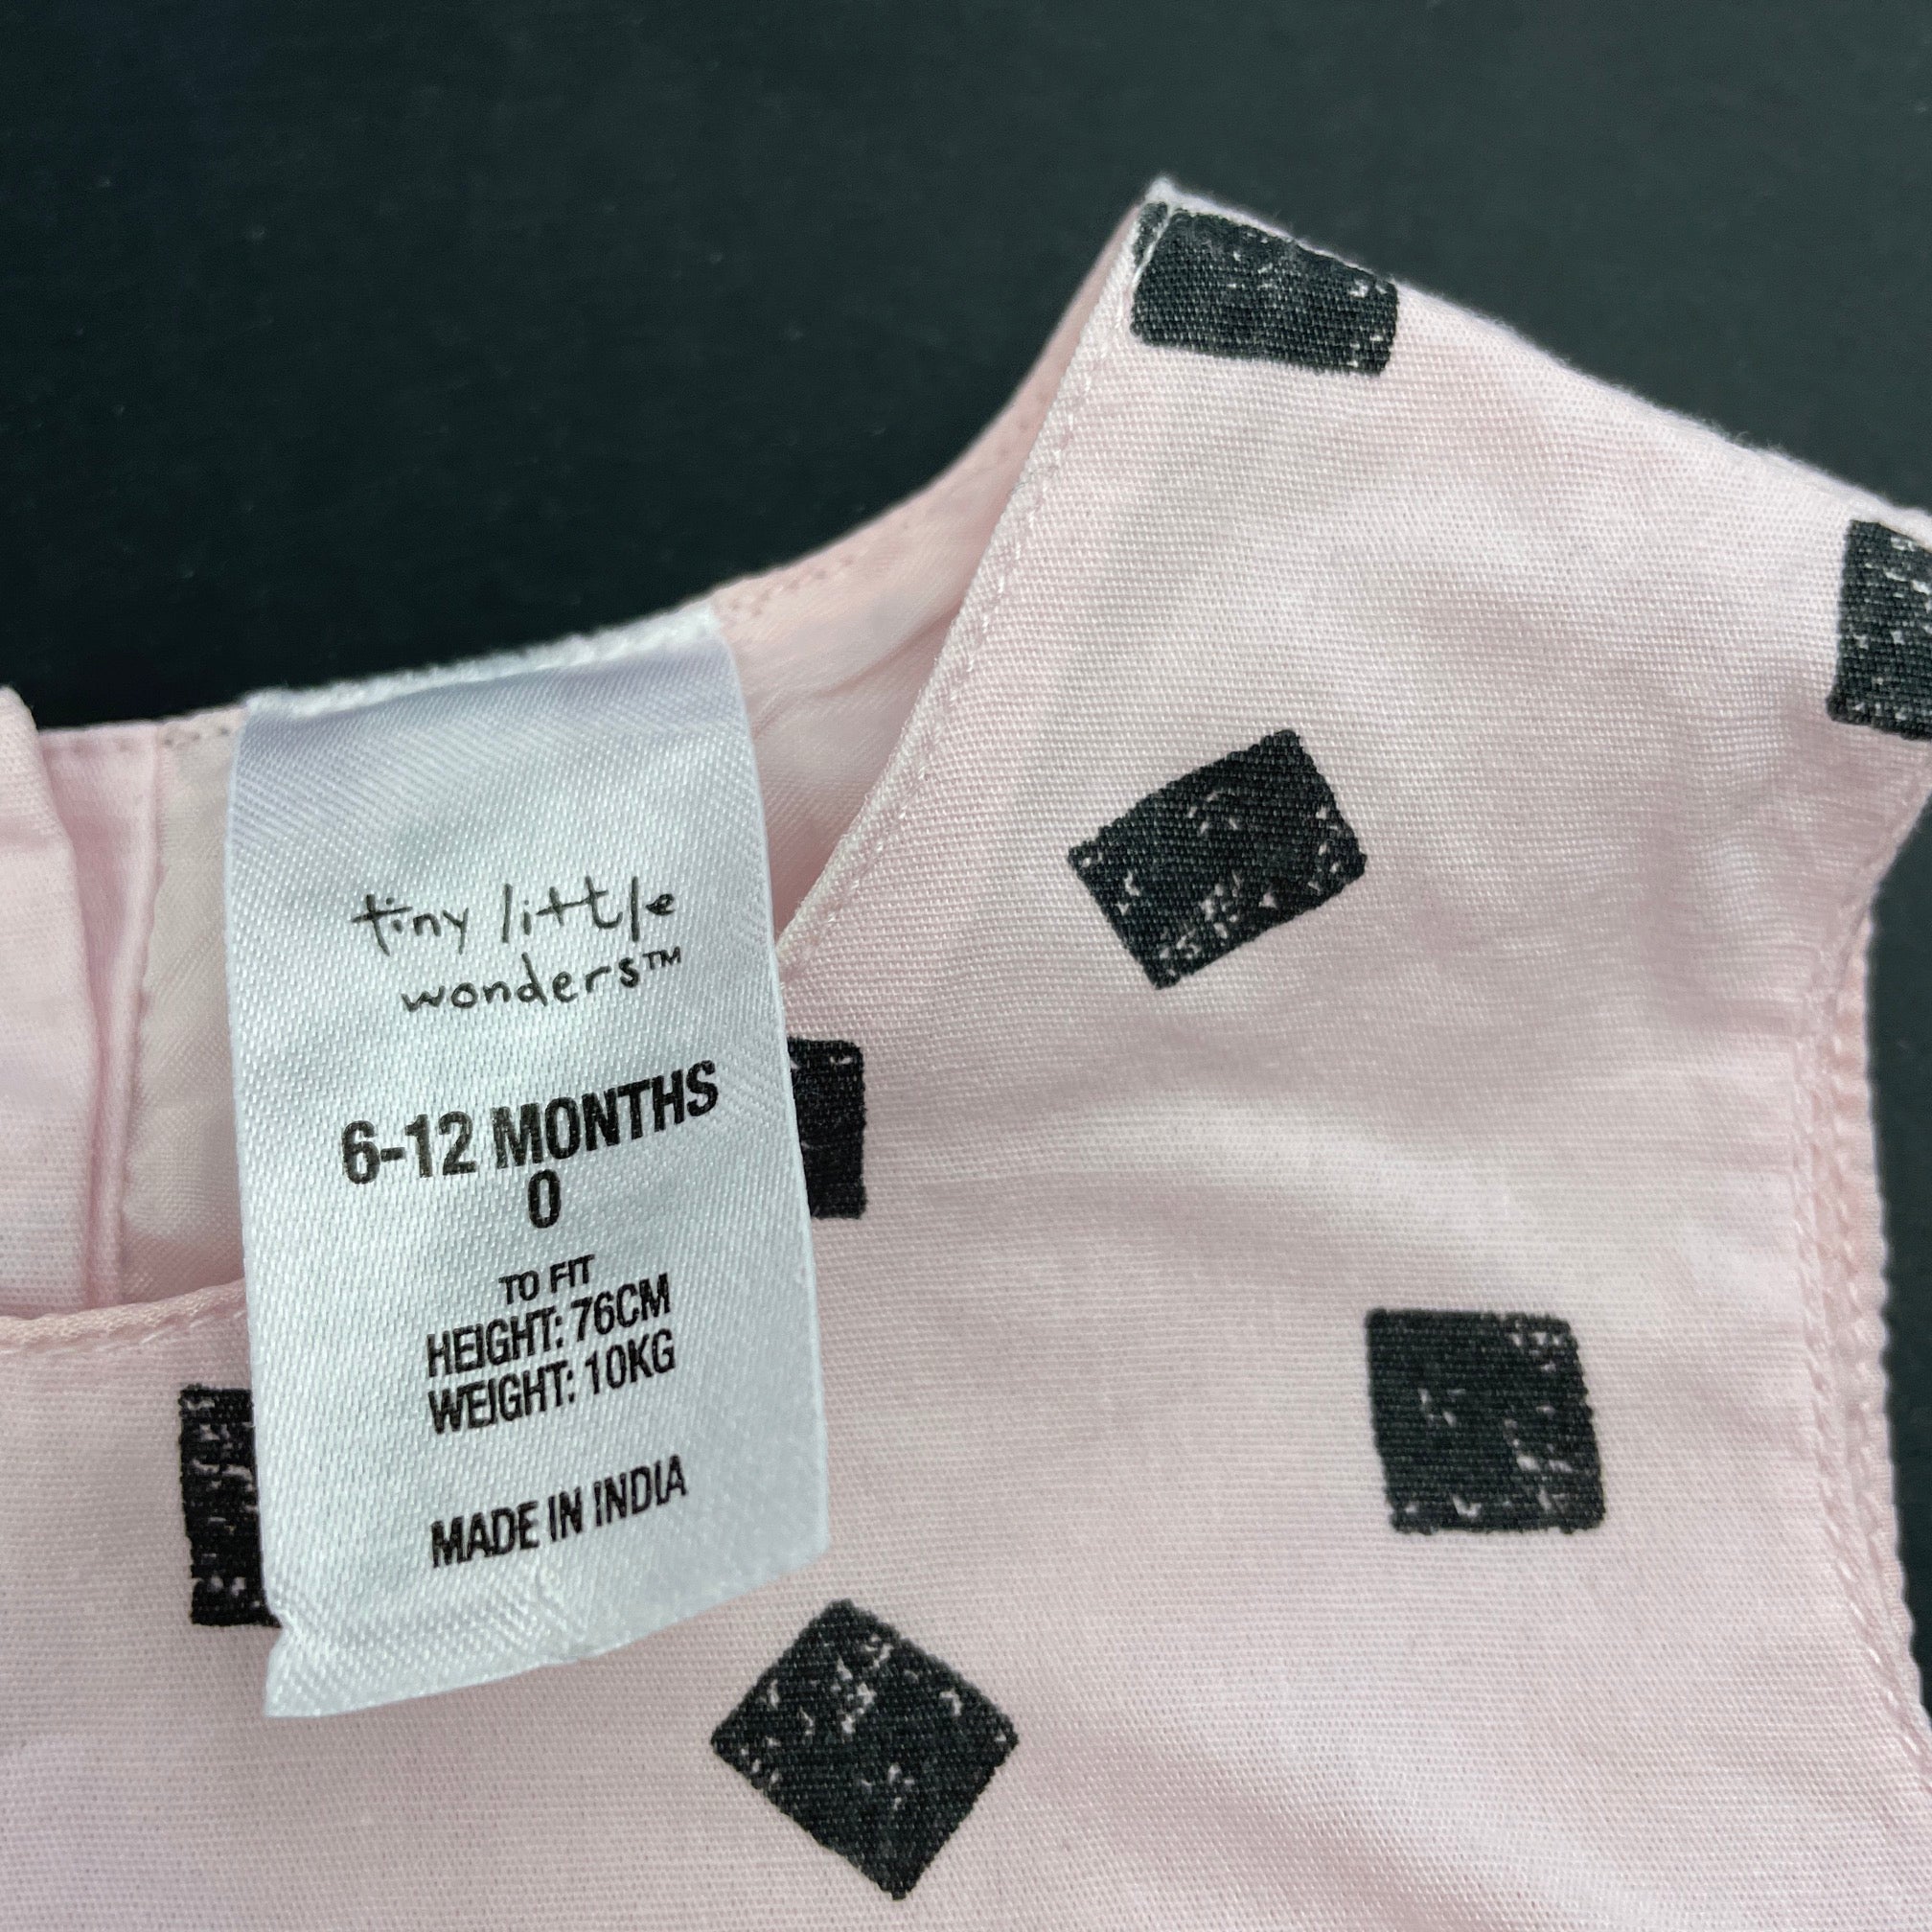 tiny little
wonders™
6-12 MONTHS
0
TO FIT
HEIGHT: 76CM
WEIGHT: 10KG
MADE IN INDIA